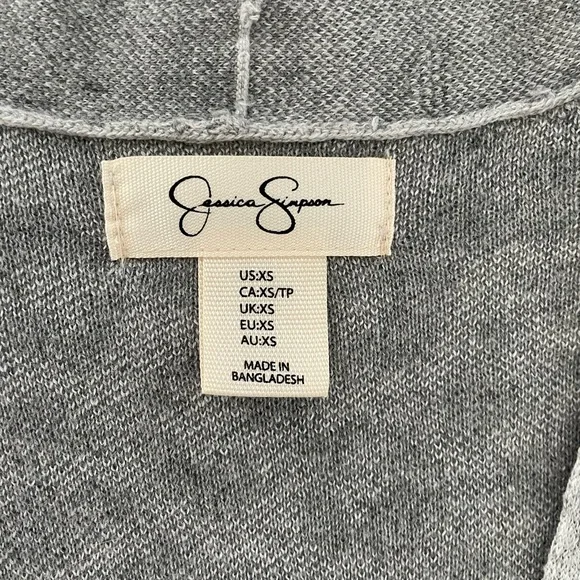 Jessica Simpson
US:XS
CA:XS/TP
UK:XS
EU:XS
AU:XS
MADE IN
BANGLADESH